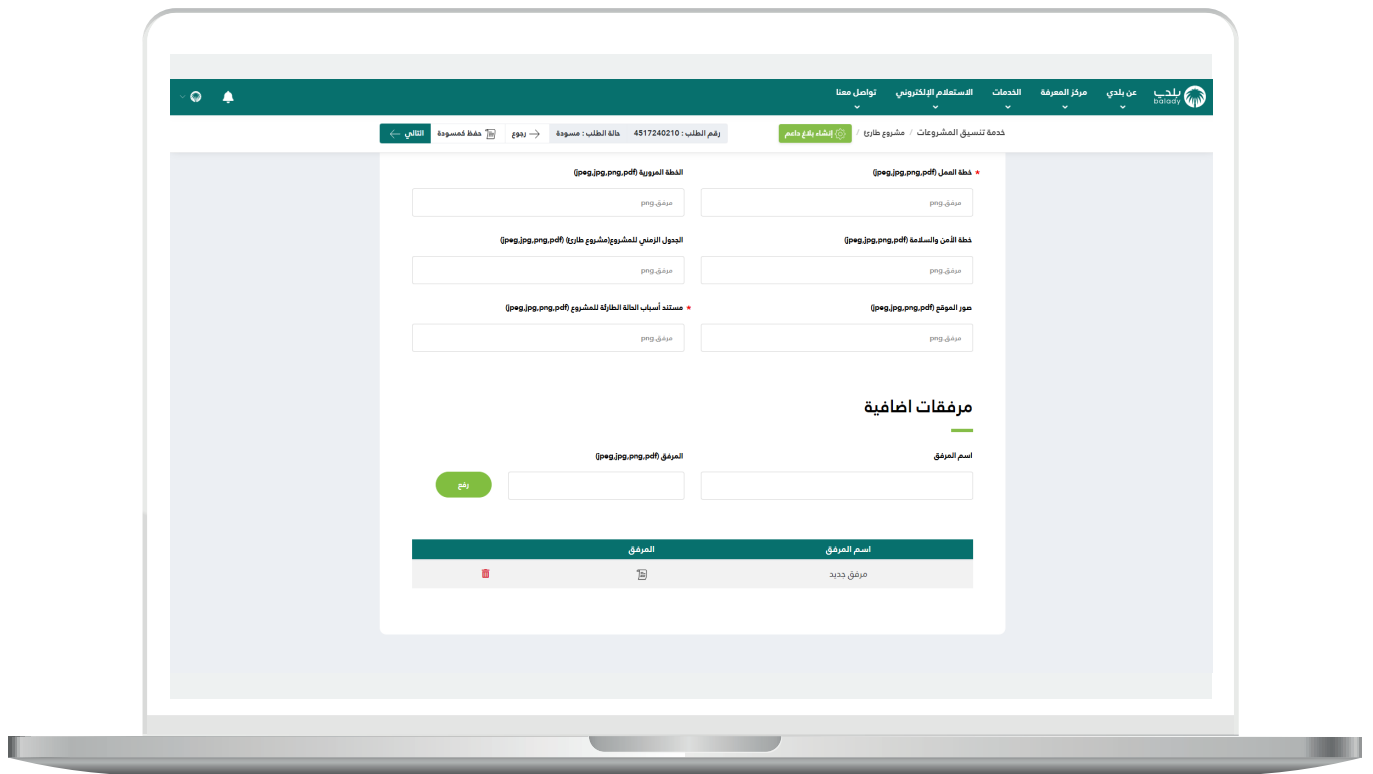 بلدي balady عن بلدي مركز المعرفة الخدمات الاستعلام الإلكتروني تواصل معنا
خدمة تنسيق المشروعات / مشروع طارئ / إنشاء بلاغ داعم رقم الطلب : 4517240210 حالة الطلب : مسودة رجوع حفظ كمسودة التالي
* خطة العمل (jpeg,jpg,png,pdf) الخطة المرورية (jpeg,jpg,png,pdf)
مرفق.png مرفق.png
خطة الأمن والسلامة (jpeg,jpg,png,pdf) الجدول الزمني للمشروع(مشروع طارئ) (jpeg,jpg,png,pdf)
مرفق.png مرفق.png
صور الموقع (jpeg,jpg,png,pdf) * مستند أسباب الحالة الطارئة للمشروع (jpeg,jpg,png,pdf)
مرفق.png مرفق.png
مرفقات اضافية
اسم المرفق المرفق (jpeg,jpg,png,pdf)
رفع
اسم المرفق المرفق
مرفق جديد